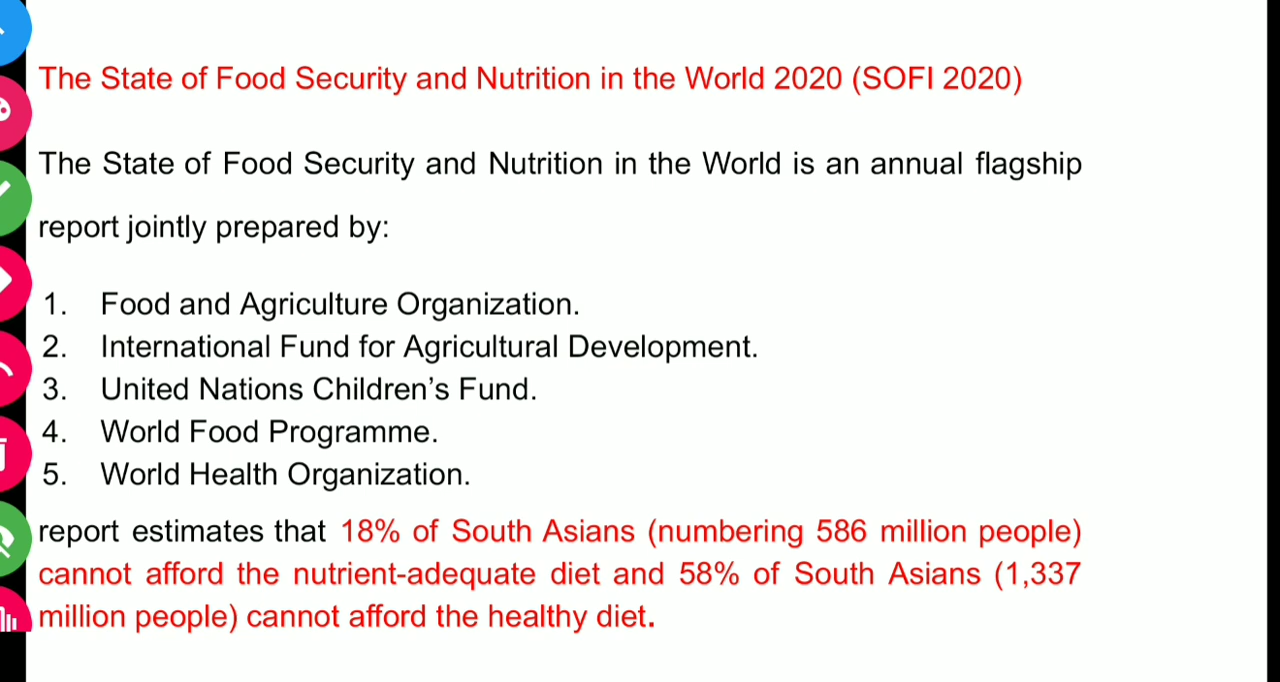 The State of Food Security and Nutrition in the World 2020 (SOFI 2020)
The State of Food Security and Nutrition in the World is an annual flagship
report jointly prepared by:
1. Food and Agriculture Organization.
2. International Fund for Agricultural Development.
3. United Nations Children’s Fund.
4. World Food Programme.
5. World Health Organization.
report estimates that 18% of South Asians (numbering 586 million people)
cannot afford the nutrient-adequate diet and 58% of South Asians (1,337
million people) cannot afford the healthy diet.